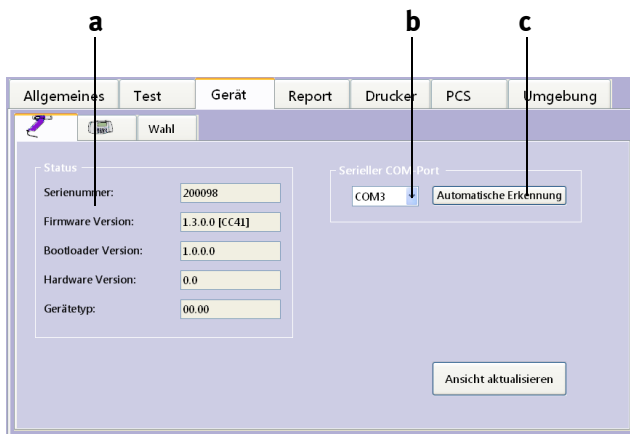 a b c
Allgemeines Test Gerät Report Drucker PCS Umgebung
Wahl
Status
Serienummer: 200098
Firmware Version: 1.3.0.0 [CC41]
Bootloader Version: 1.0.0.0
Hardware Version: 0.0
Gerätetyp: 00.00
Serieller COM-Port
COM3 Automatische Erkennung
Ansicht aktualisieren